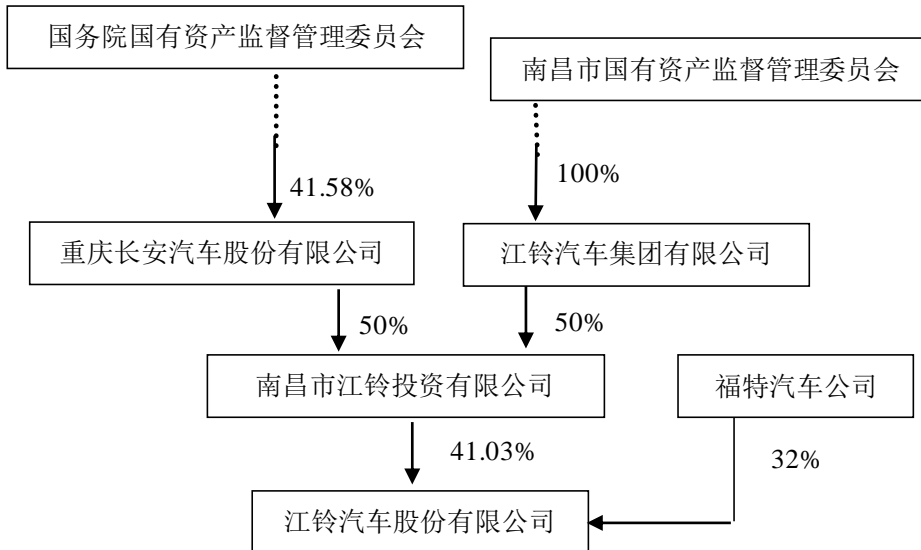 国务院国有资产监督管理委员会
南昌市国有资产监督管理委员会
41.58%
100%
重庆长安汽车股份有限公司
江铃汽车集团有限公司
50%
50%
南昌市江铃投资有限公司
福特汽车公司
41.03%
32%
江铃汽车股份有限公司